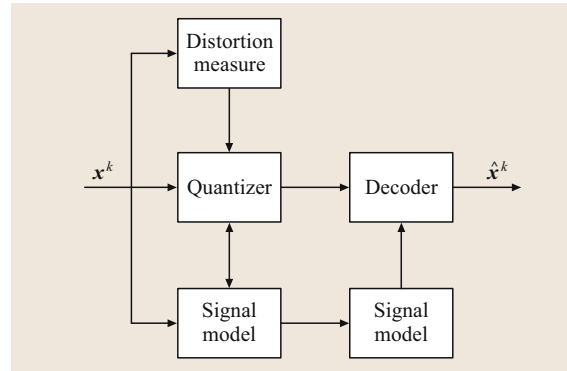 Distortion
measure
x^k
Quantizer
Decoder
x̂^k
Signal
model
Signal
model